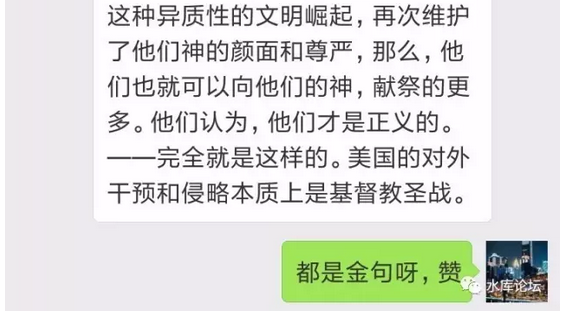 这种异质性的文明崛起，再次维护
了他们神的颜面和尊严，那么，他
们也就可以向他们的神，献祭的更
多。他们认为，他们才是正义的。
——完全就是这样的。美国的对外
干预和侵略本质上是基督教圣战。
都是金句呀，赞
水库论坛